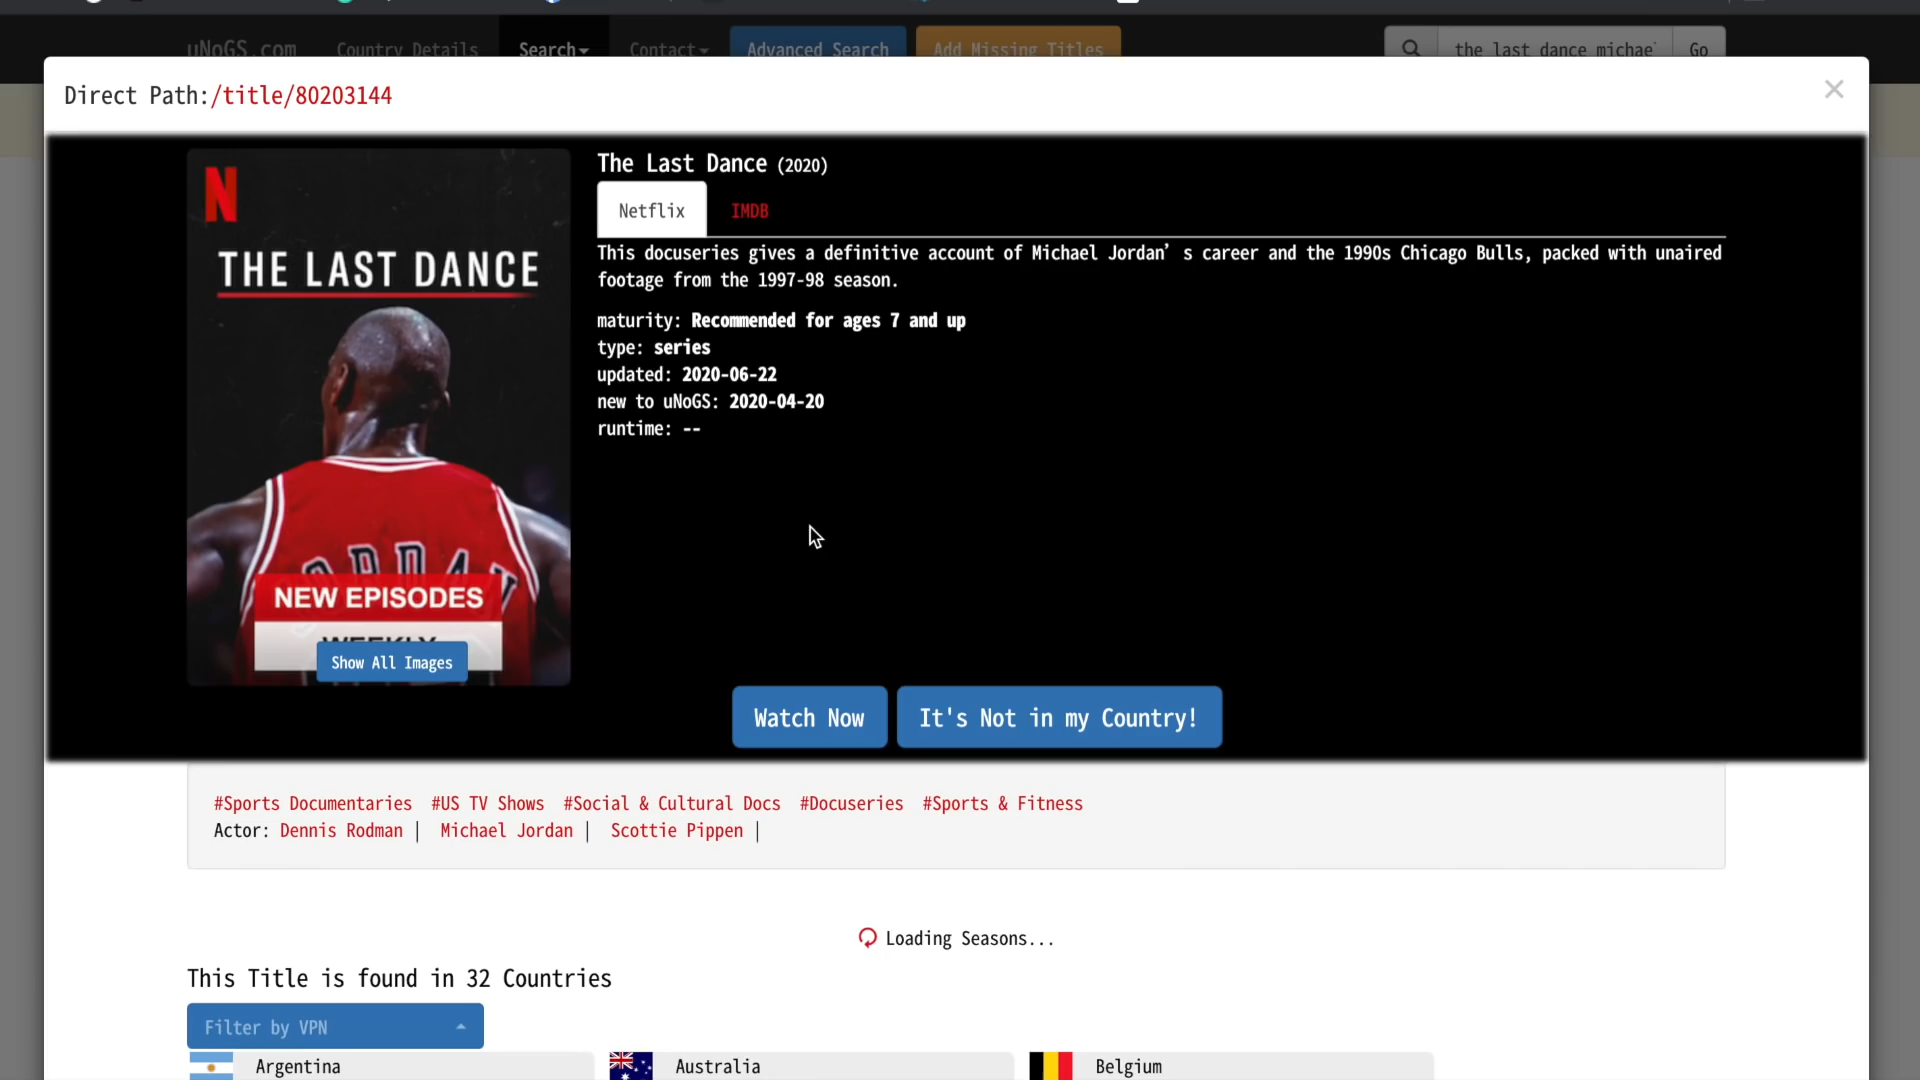 uNoGS.com Country Details Search Contact Advanced Search Add Missing Titles the last dance michae Go
Direct Path:/title/80203144
×
N
THE LAST DANCE
NEW EPISODES
WEEKLY
Show All Images
The Last Dance (2020)
Netflix IMDB
This docuseries gives a definitive account of Michael Jordan’s career and the 1990s Chicago Bulls, packed with unaired
footage from the 1997-98 season.
maturity: Recommended for ages 7 and up
type: series
updated: 2020-06-22
new to uNoGS: 2020-04-20
runtime: --
Watch Now It's Not in my Country!
#Sports Documentaries #US TV Shows #Social & Cultural Docs #Docuseries #Sports & Fitness
Actor: Dennis Rodman | Michael Jordan | Scottie Pippen |
Loading Seasons...
This Title is found in 32 Countries
Filter by VPN
Argentina Australia Belgium